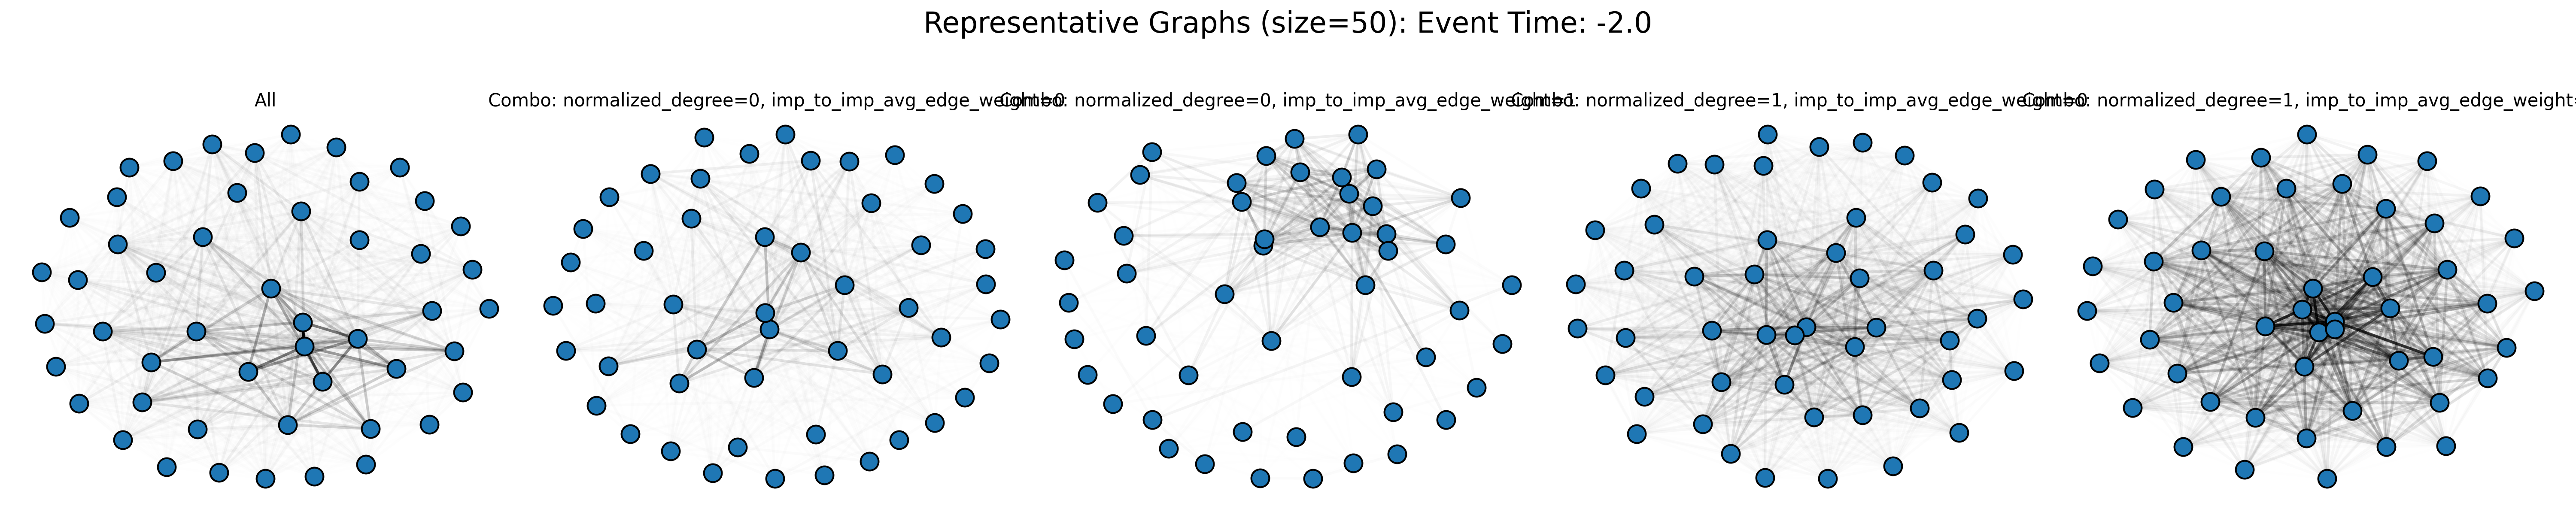 Representative Graphs (size=50): Event Time: -2.0
All
Combo: normalized_degree=0, imp_to_imp_avg_edge_weight=0
Combo: normalized_degree=0, imp_to_imp_avg_edge_weight=1
Combo: normalized_degree=1, imp_to_imp_avg_edge_weight=0
Combo: normalized_degree=1, imp_to_imp_avg_edge_weight=